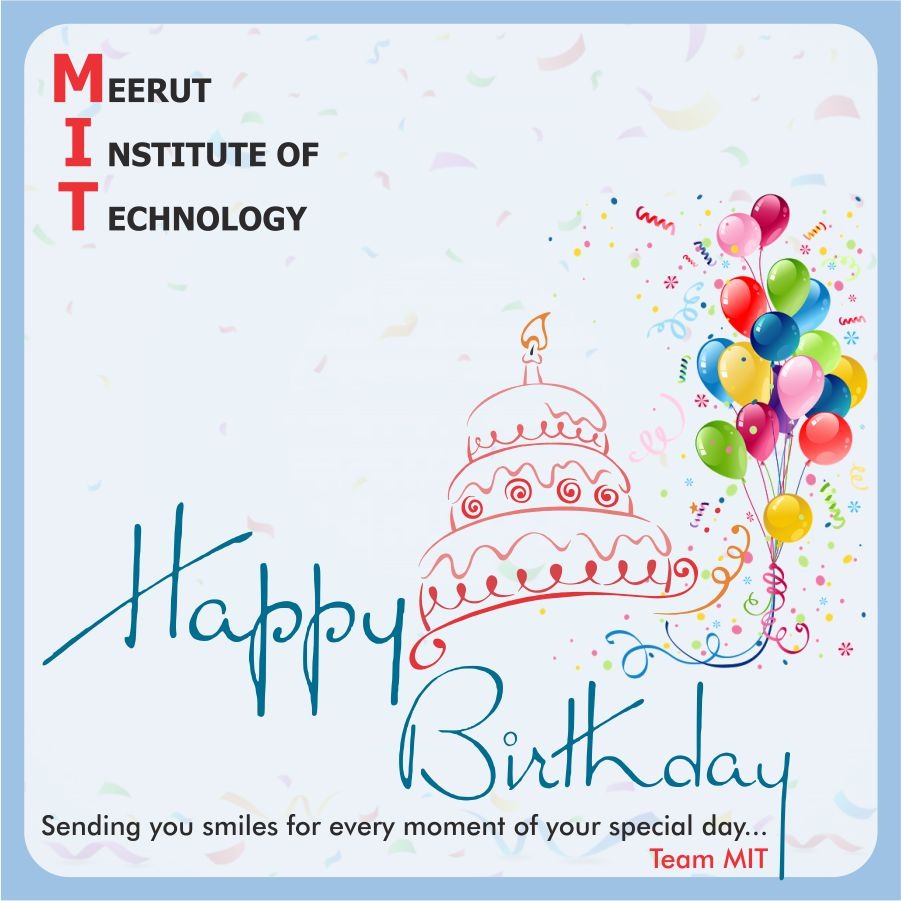 MEERUT
INSTITUTE OF
TECHNOLOGY
Happy
Birthday
Sending you smiles for every moment of your special day...
Team MIT